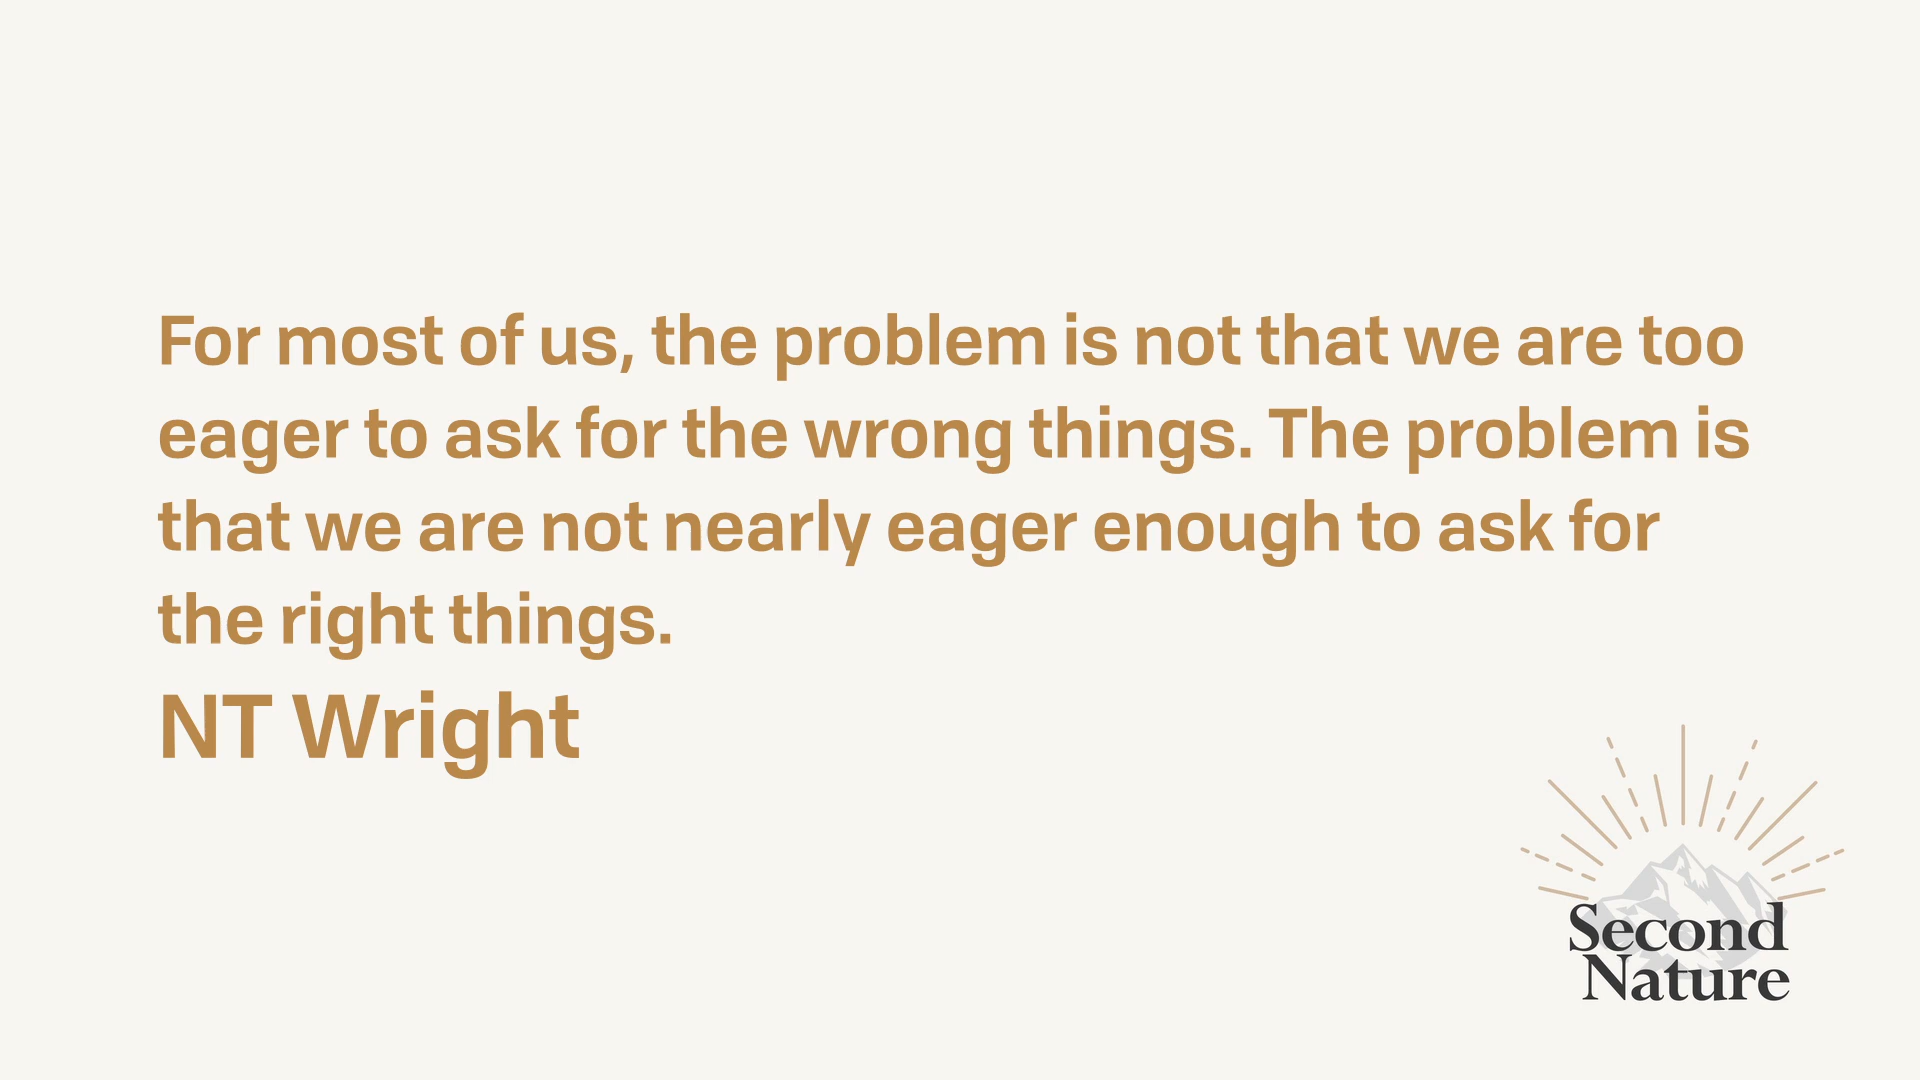 For most of us, the problem is not that we are too
eager to ask for the wrong things. The problem is
that we are not nearly eager enough to ask for
the right things.
NT Wright
Second
Nature